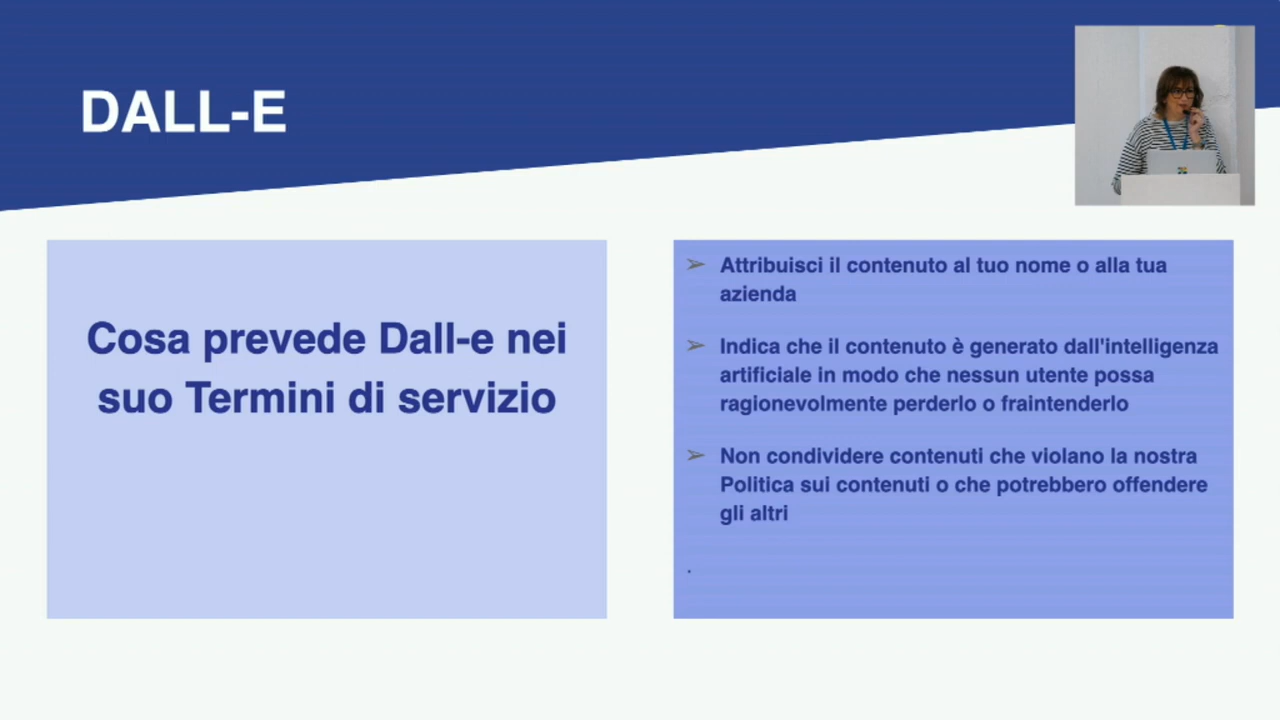 DALL-E
Cosa prevede Dall-e nei
suo Termini di servizio
➢ Attribuisci il contenuto al tuo nome o alla tua
azienda
➢ Indica che il contenuto è generato dall'intelligenza
artificiale in modo che nessun utente possa
ragionevolmente perderlo o fraintenderlo
➢ Non condividere contenuti che violano la nostra
Politica sui contenuti o che potrebbero offendere
gli altri
.